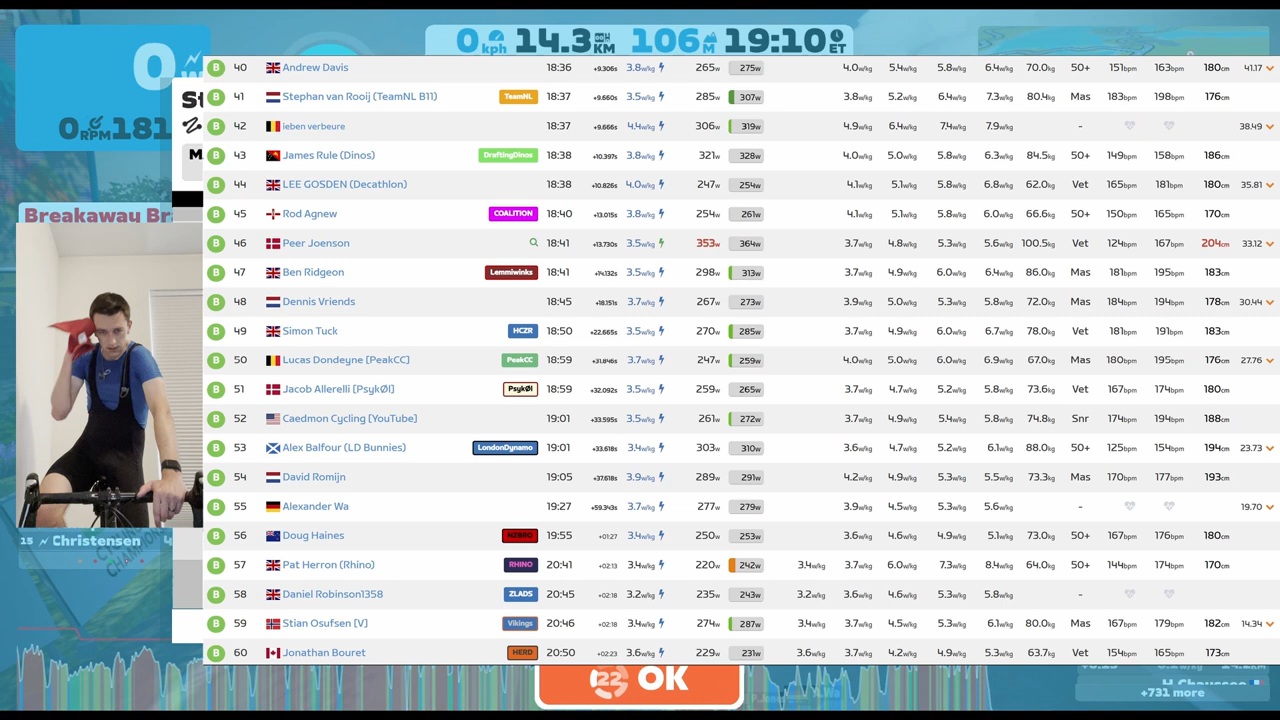 0 kph 14.3 KM 106 M 19:10 ET
0
0 RPM 181
St
M
Breakaway Br
B 40 Andrew Davis 18:36 +9.306s 3.8w/kg 265w 275w 4.0w/kg 5.4w/kg 5.8w/kg 6.4w/kg 70.0kg 50+ 151bpm 163bpm 180cm 41.17
B 41 Stephan van Rooij (TeamNL B11) TeamNL 18:37 +9.660s 3.5w/kg 285w 307w 3.8w/kg 5.2w/kg 6.1w/kg 7.3w/kg 80.4kg Mas 183bpm 198bpm 176cm
B 42 ieben verbeure 18:37 +9.666s 4.4w/kg 306w 319w 4.9w/kg 6.4w/kg 7.4w/kg 7.9w/kg - 38.49
B 43 James Rule (Dinos) DraftingDinos 18:38 +10.397s 3.8w/kg 321w 328w 4.0w/kg 5.0w/kg 5.8w/kg 6.3w/kg 84.5kg 50+ 149bpm 158bpm 186cm
B 44 LEE GOSDEN (Decathlon) 18:38 +10.826s 4.0w/kg 247w 254w 4.1w/kg 5.1w/kg 5.8w/kg 6.8w/kg 62.0kg Vet 165bpm 181bpm 180cm 35.81
B 45 Rod Agnew COALITION 18:40 +13.015s 3.8w/kg 254w 261w 4.1w/kg 5.1w/kg 5.8w/kg 6.0w/kg 66.6kg 50+ 150bpm 165bpm 170cm
B 46 Peer Joenson 18:41 +13.730s 3.5w/kg 353w 364w 3.7w/kg 4.8w/kg 5.3w/kg 5.6w/kg 100.5kg Vet 124bpm 167bpm 204cm 33.12
B 47 Ben Ridgeon Lemmiwinks 18:41 +14.132s 3.5w/kg 298w 313w 3.7w/kg 4.9w/kg 6.0w/kg 6.4w/kg 86.0kg Mas 181bpm 195bpm 183cm
B 48 Dennis Vriends 18:45 +18.151s 3.7w/kg 267w 273w 3.9w/kg 5.0w/kg 5.3w/kg 5.8w/kg 72.0kg Mas 184bpm 194bpm 178cm 30.44
B 49 Simon Tuck HCZR 18:50 +22.665s 3.5w/kg 270w 285w 3.7w/kg 4.9w/kg 6.0w/kg 6.7w/kg 78.0kg Vet 181bpm 191bpm 183cm
B 50 Lucas Dondeyne [PeakCC] PeakCC 18:59 +31.846s 3.7w/kg 247w 259w 4.0w/kg 5.0w/kg 6.0w/kg 6.9w/kg 67.0kg Mas 180bpm 195bpm 176cm 27.76
B 51 Jacob Allerelli [PsykØl] PsykØl 18:59 +32.092s 3.5w/kg 259w 265w 3.7w/kg 4.7w/kg 5.2w/kg 5.8w/kg 73.6kg Vet 167bpm 174bpm 180cm
B 52 Caedmon Cycling [YouTube] 19:01 +33.595s 3.5w/kg 261w 272w 3.7w/kg 4.9w/kg 5.4w/kg 5.8w/kg 74.8kg Snr 174bpm 194bpm 188cm
B 53 Alex Balfour (LD Bunnies) LondonDynamo 19:01 +33.618s 3.4w/kg 303w 310w 3.6w/kg 4.7w/kg 5.2w/kg 6.1w/kg 88.0kg 50+ 125bpm 154bpm 194cm 23.73
B 54 David Romijn 19:05 +37.618s 3.9w/kg 289w 291w 4.2w/kg 4.9w/kg 5.3w/kg 5.5w/kg 73.3kg Mas 170bpm 177bpm 193cm
B 55 Alexander Wa 19:27 +59.343s 3.7w/kg 277w 279w 3.9w/kg 4.9w/kg 5.3w/kg 5.6w/kg - 19.70
B 56 Doug Haines NZBRO 19:55 +01:27 3.4w/kg 250w 253w 3.6w/kg 4.6w/kg 4.9w/kg 5.1w/kg 73.0kg 50+ 167bpm 176bpm 180cm
B 57 Pat Herron (Rhino) RHINO 20:41 +02:13 3.4w/kg 220w 242w 3.4w/kg 3.7w/kg 6.0w/kg 7.3w/kg 8.4w/kg 64.0kg 50+ 144bpm 174bpm 170cm
B 58 Daniel Robinson1358 ZLADS 20:45 +02:18 3.2w/kg 235w 243w 3.2w/kg 3.6w/kg 4.6w/kg 5.3w/kg 5.8w/kg -
B 59 Stian Osufsen [V] Vikings 20:46 +02:18 3.4w/kg 274w 287w 3.4w/kg 3.7w/kg 4.5w/kg 5.3w/kg 6.1w/kg 80.0kg Mas 167bpm 179bpm 182cm 14.34
B 60 Jonathan Bouret HERD 20:50 +02:23 3.6w/kg 229w 231w 3.6w/kg 3.7w/kg 4.2w/kg 4.9w/kg 5.3w/kg 63.7kg Vet 154bpm 165bpm 173cm
15 Christensen
22 OK
+731 more